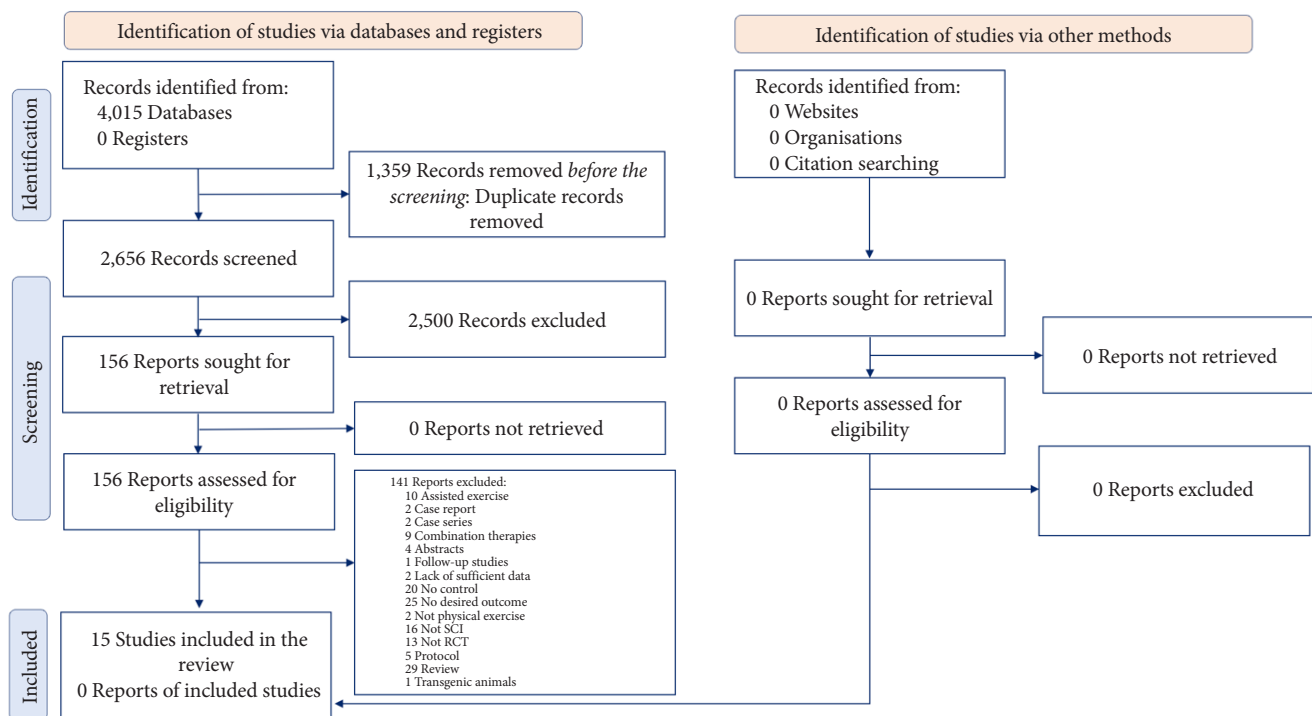 Identification of studies via databases and registers
Identification of studies via other methods
Identification
Records identified from:
4,015 Databases
0 Registers
1,359 Records removed before the
screening: Duplicate records
removed
Records identified from:
0 Websites
0 Organisations
0 Citation searching
Screening
2,656 Records screened
2,500 Records excluded
156 Reports sought for
retrieval
0 Reports not retrieved
156 Reports assessed for
eligibility
141 Reports excluded:
10 Assisted exercise
2 Case report
2 Case series
9 Combination therapies
4 Abstracts
1 Follow-up studies
2 Lack of sufficient data
20 No control
25 No desired outcome
2 Not physical exercise
16 Not SCI
13 Not RCT
5 Protocol
29 Review
1 Transgenic animals
0 Reports sought for retrieval
0 Reports not retrieved
0 Reports assessed for
eligibility
0 Reports excluded
Included
15 Studies included in the
review
0 Reports of included studies